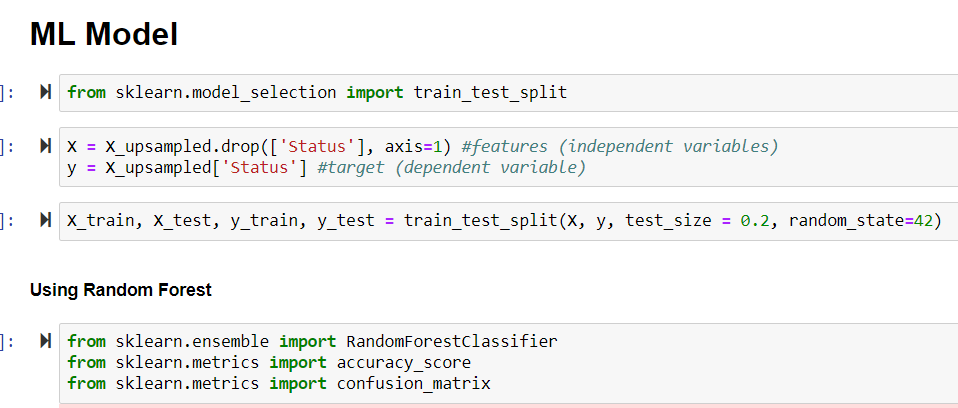 ML Model
]:
from sklearn.model_selection import train_test_split
]:
X = X_upsampled.drop(['Status'], axis=1) #features (independent variables)
y = X_upsampled['Status'] #target (dependent variable)
]:
X_train, X_test, y_train, y_test = train_test_split(X, y, test_size = 0.2, random_state=42)
Using Random Forest
]:
from sklearn.ensemble import RandomForestClassifier
from sklearn.metrics import accuracy_score
from sklearn.metrics import confusion_matrix